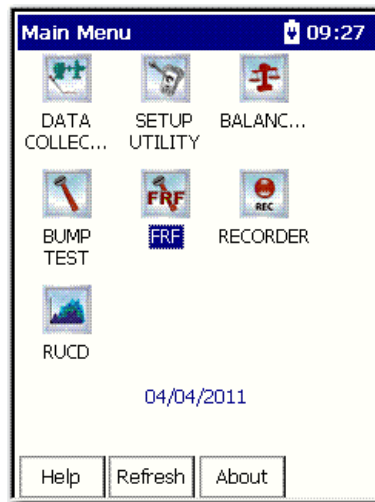 Main Menu 09:27
DATA SETUP BALANC...
COLLEC... UTILITY
FRF REC
BUMP FRF RECORDER
TEST
RUCD
04/04/2011
Help Refresh About